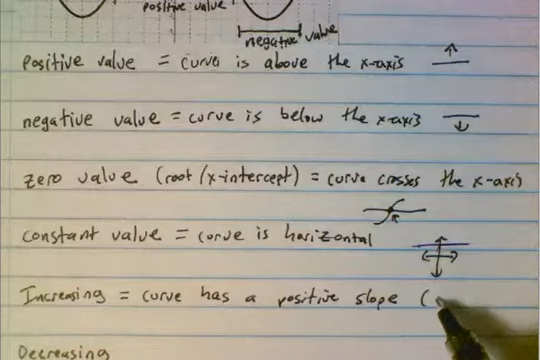 positive value
negative value
positive value = curve is above the x-axis
negative value = curve is below the x-axis
zero value (root/x-intercept) = curve crosses the x-axis
constant value = curve is horizontal
Increasing = curve has a positive slope (
Decreasing